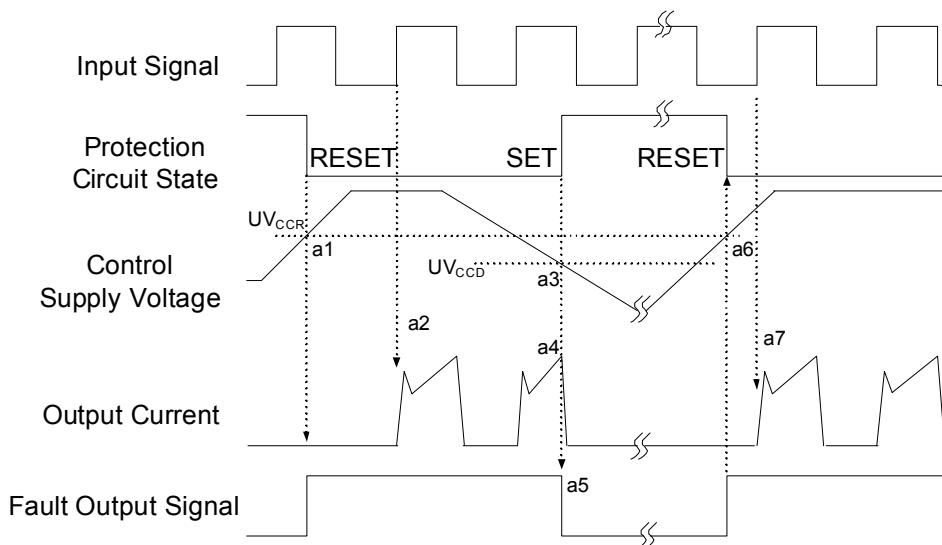 Input Signal
Protection
Circuit State
RESET
SET
RESET
UVCCR
a1
a6
Control
Supply Voltage
UVCCD
a3
a2
a4
a7
Output Current
a5
Fault Output Signal